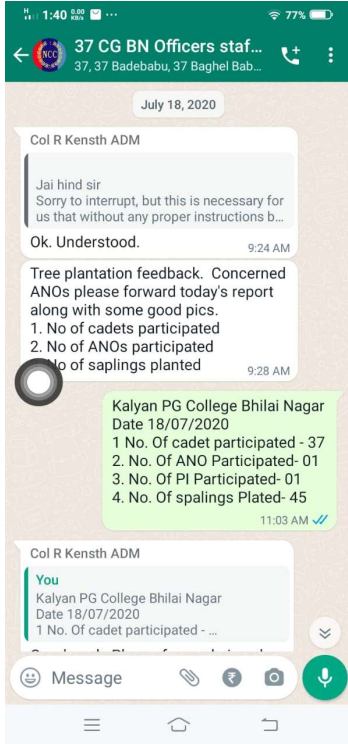 H 1:40 0.00 KB/s ... 77%
NCC
37 CG BN Officers staf...
37, 37 Badebabu, 37 Baghel Bab...
July 18, 2020
Col R Kensth ADM
Jai hind sir
Sorry to interrupt, but this is necessary for
us that without any proper instructions b...
Ok. Understood.
9:24 AM
Tree plantation feedback. Concerned
ANOs please forward today's report
along with some good pics.
1. No of cadets participated
2. No of ANOs participated
No of saplings planted
9:28 AM
Kalyan PG College Bhilai Nagar
Date 18/07/2020
1 No. Of cadet participated - 37
2. No. Of ANO Participated- 01
3. No. Of PI Participated- 01
4. No. Of spalings Plated- 45
11:03 AM
Col R Kensth ADM
You
Kalyan PG College Bhilai Nagar
Date 18/07/2020
1 No. Of cadet participated - ...
Message